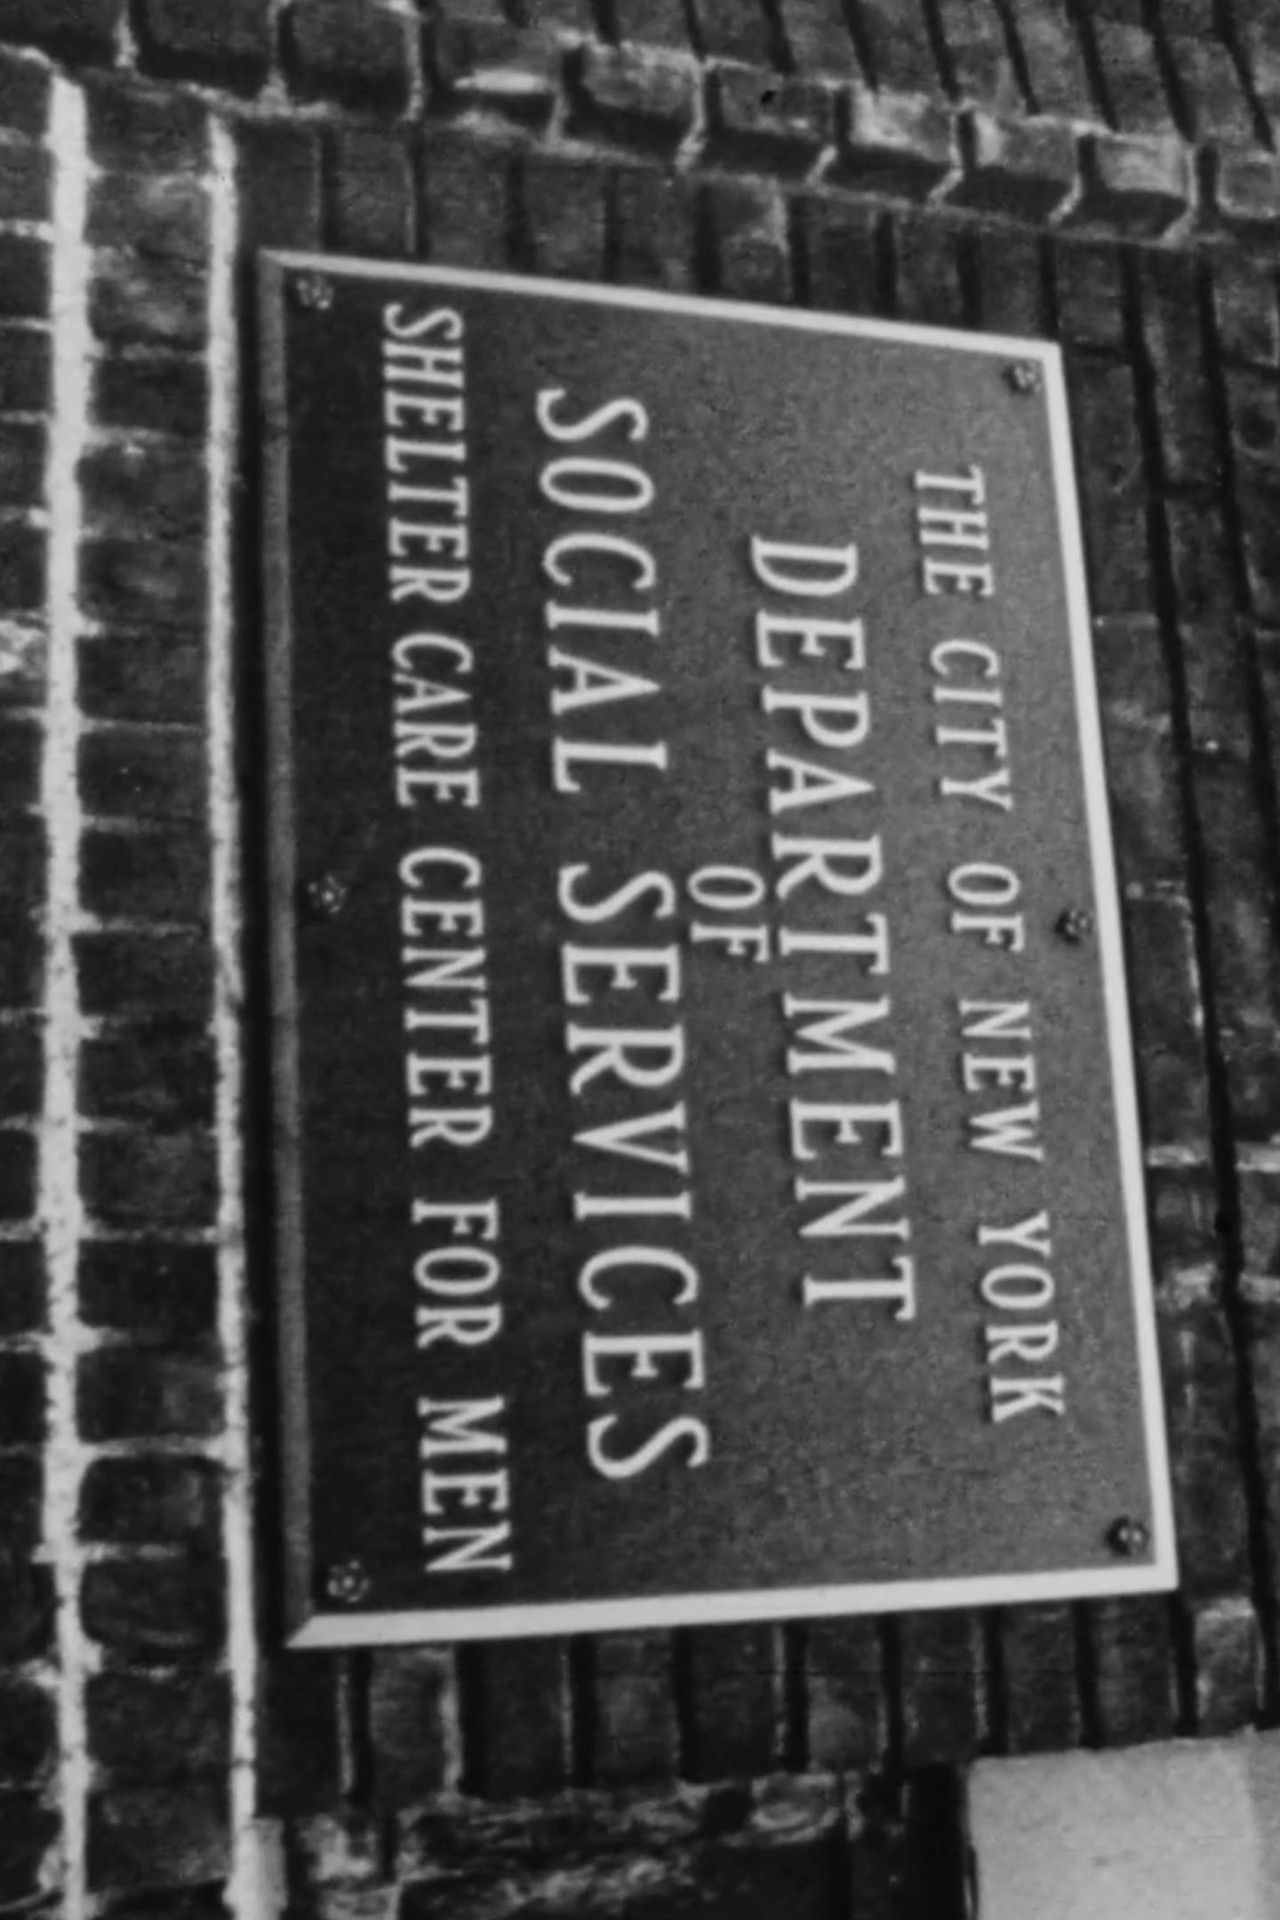 THE CITY OF NEW YORK
DEPARTMENT
OF
SOCIAL SERVICES
SHELTER CARE CENTER FOR MEN